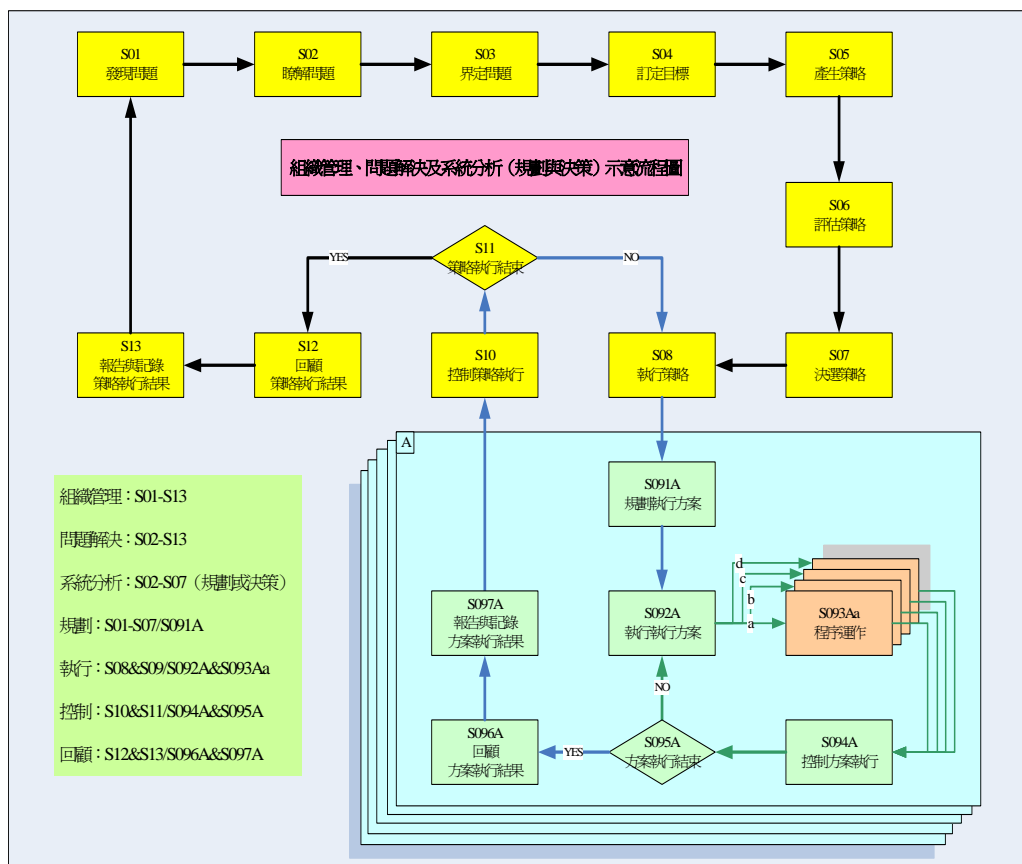 S01
發現問題
S02
瞭解問題
S03
界定問題
S04
訂定目標
S05
產生策略
組織管理、問題解決及系統分析（規劃與決策）示意流程圖
S06
評估策略
S11
策略執行結束
YES
NO
S13
報告與記錄
策略執行結果
S12
回顧
策略執行結果
S10
控制策略執行
S08
執行策略
S07
決選策略
A
S091A
規劃執行方案
組織管理：S01-S13
問題解決：S02-S13
系統分析：S02-S07（規劃或決策）
規劃：S01-S07/S091A
執行：S08&S09/S092A&S093Aa
控制：S10&S11/S094A&S095A
回顧：S12&S13/S096A&S097A
S097A
報告與記錄
方案執行結果
S092A
執行執行方案
d
c
b
a
S093Aa
程序運作
NO
S096A
回顧
方案執行結果
YES
S095A
方案執行結束
S094A
控制方案執行